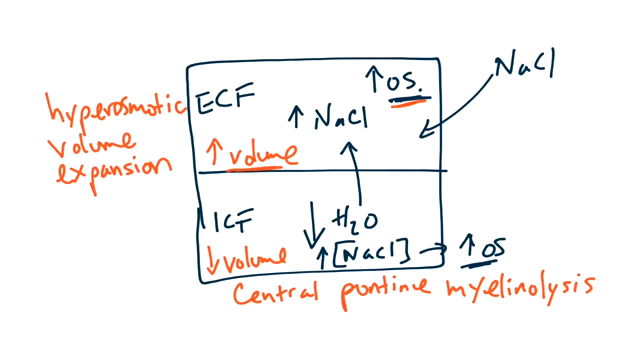 NaCl
hyperosmotic
volume
expansion
ECF
↑ OS.
↑ NaCl
↑ volume
ICF
↓ H₂O
↓ volume
↑ [NaCl] → ↑ OS
Central pontine myelinolysis